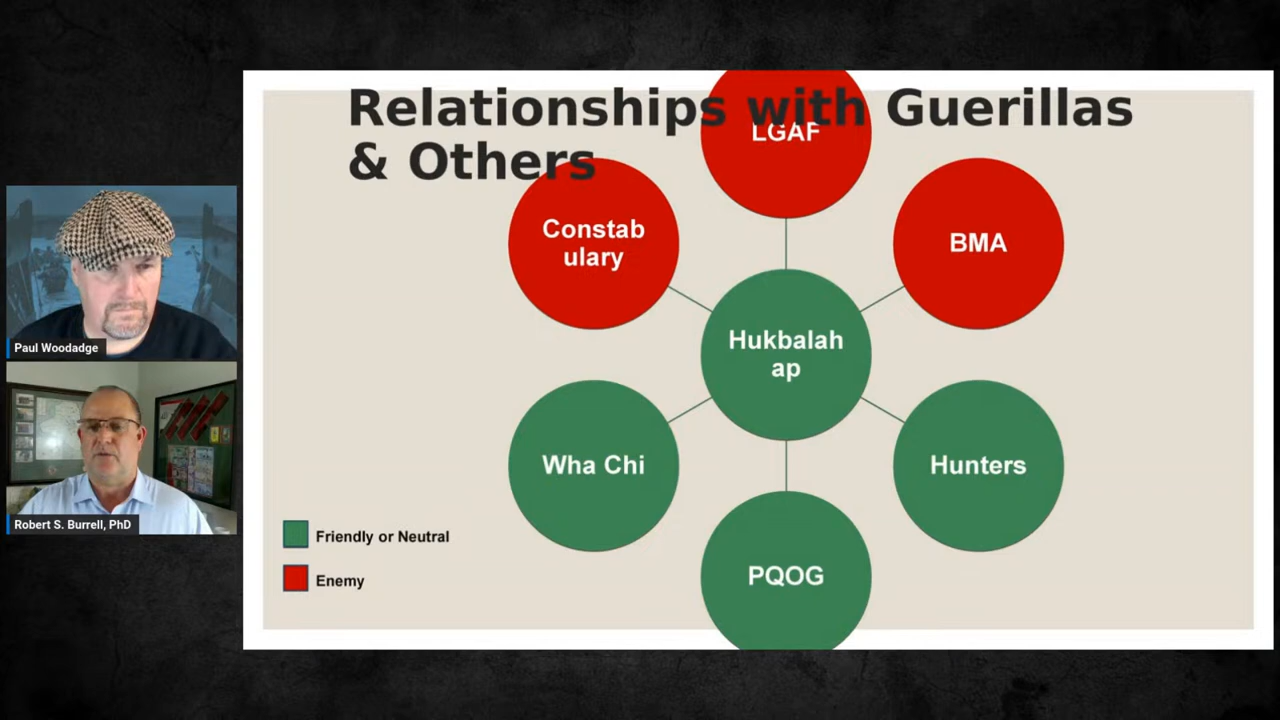 Relationships with Guerillas
& Others
LGAF
Constab
ulary
BMA
Hukbalah
ap
Wha Chi
Hunters
PQOG
Friendly or Neutral
Enemy
Paul Woodadge
Robert S. Burrell, PhD